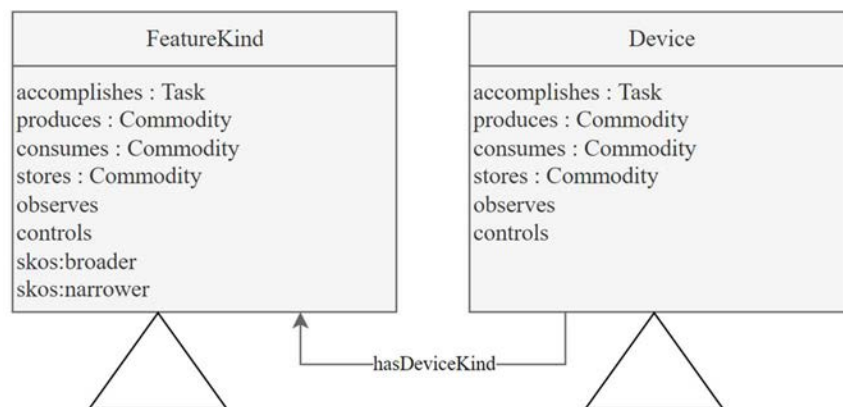 FeatureKind
accomplishes : Task
produces : Commodity
consumes : Commodity
stores : Commodity
observes
controls
skos:broader
skos:narrower
Device
accomplishes : Task
produces : Commodity
consumes : Commodity
stores : Commodity
observes
controls
hasDeviceKind